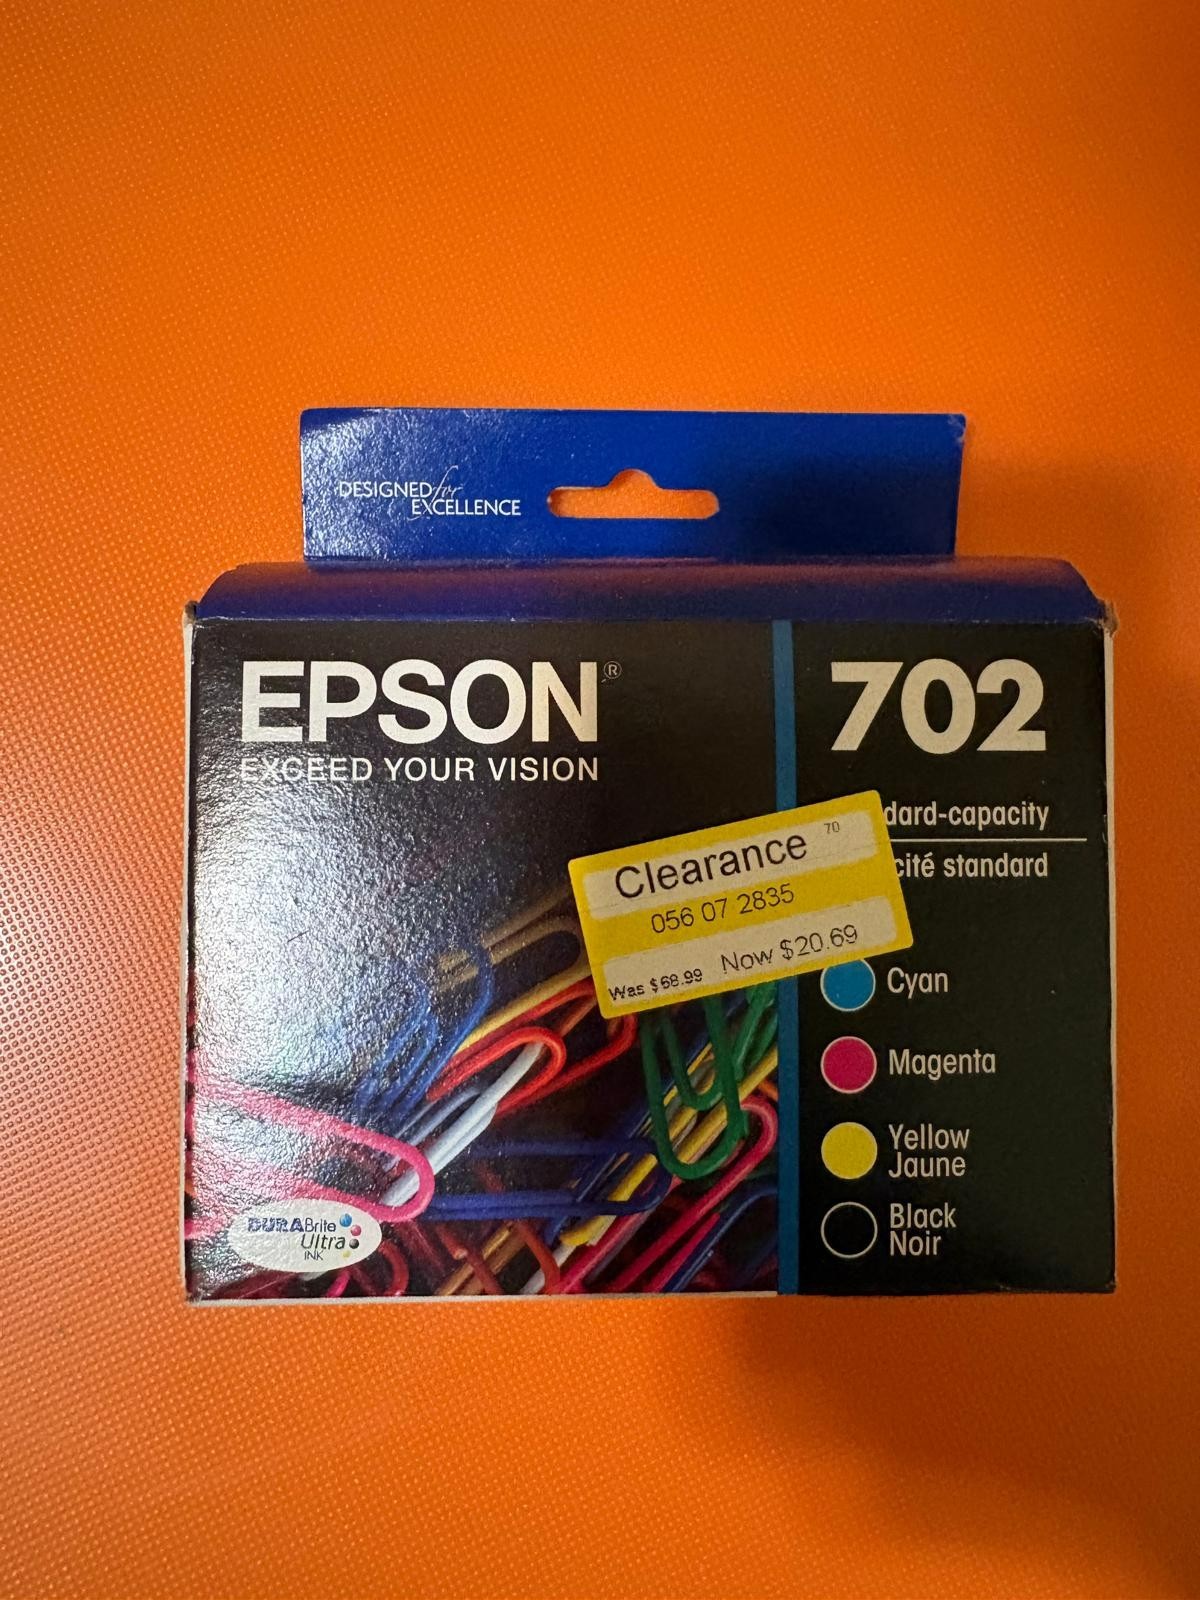 DESIGNED for
EXCELLENCE
EPSON®
EXCEED YOUR VISION
702
dard-capacity
cité standard
Clearance 70
056 07 2835
Was $68.99 Now $20.69
Cyan
Magenta
Yellow
Jaune
Black
Noir
DURABrite
Ultra
INK